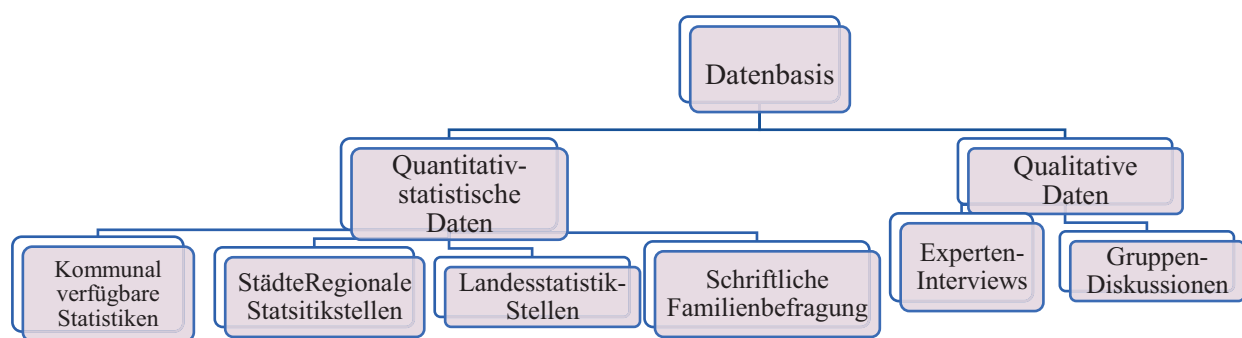 Datenbasis
Quantitativ-
statistische
Daten
Qualitative
Daten
Kommunal
verfügbare
Statistiken
StädteRegionale
Statsitikstellen
Landesstatistik-
Stellen
Schriftliche
Familienbefragung
Experten-
Interviews
Gruppen-
Diskussionen